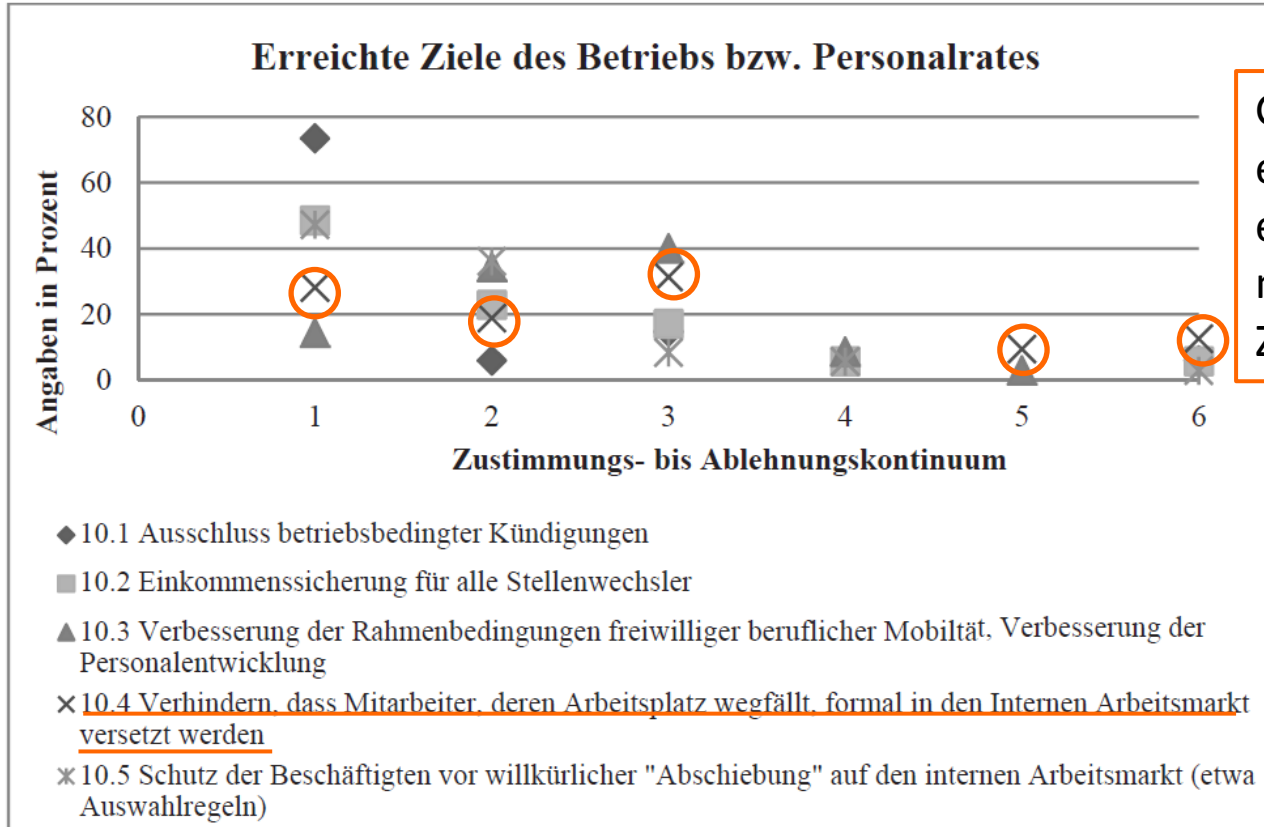 Erreichte Ziele des Betriebs bzw. Personalrates
Angaben in Prozent
80
60
40
20
0
0 1 2 3 4 5 6
Zustimmungs- bis Ablehnungskontinuum
10.1 Ausschluss betriebsbedingter Kündigungen
10.2 Einkommenssicherung für alle Stellenwechsler
10.3 Verbesserung der Rahmenbedingungen freiwilliger beruflicher Mobiltät, Verbesserung der
Personalentwicklung
10.4 Verhindern, dass Mitarbeiter, deren Arbeitsplatz wegfällt, formal in den Internen Arbeitsmarkt
versetzt werden
10.5 Schutz der Beschäftigten vor willkürlicher "Abschiebung" auf den internen Arbeitsmarkt (etwa
Auswahlregeln)